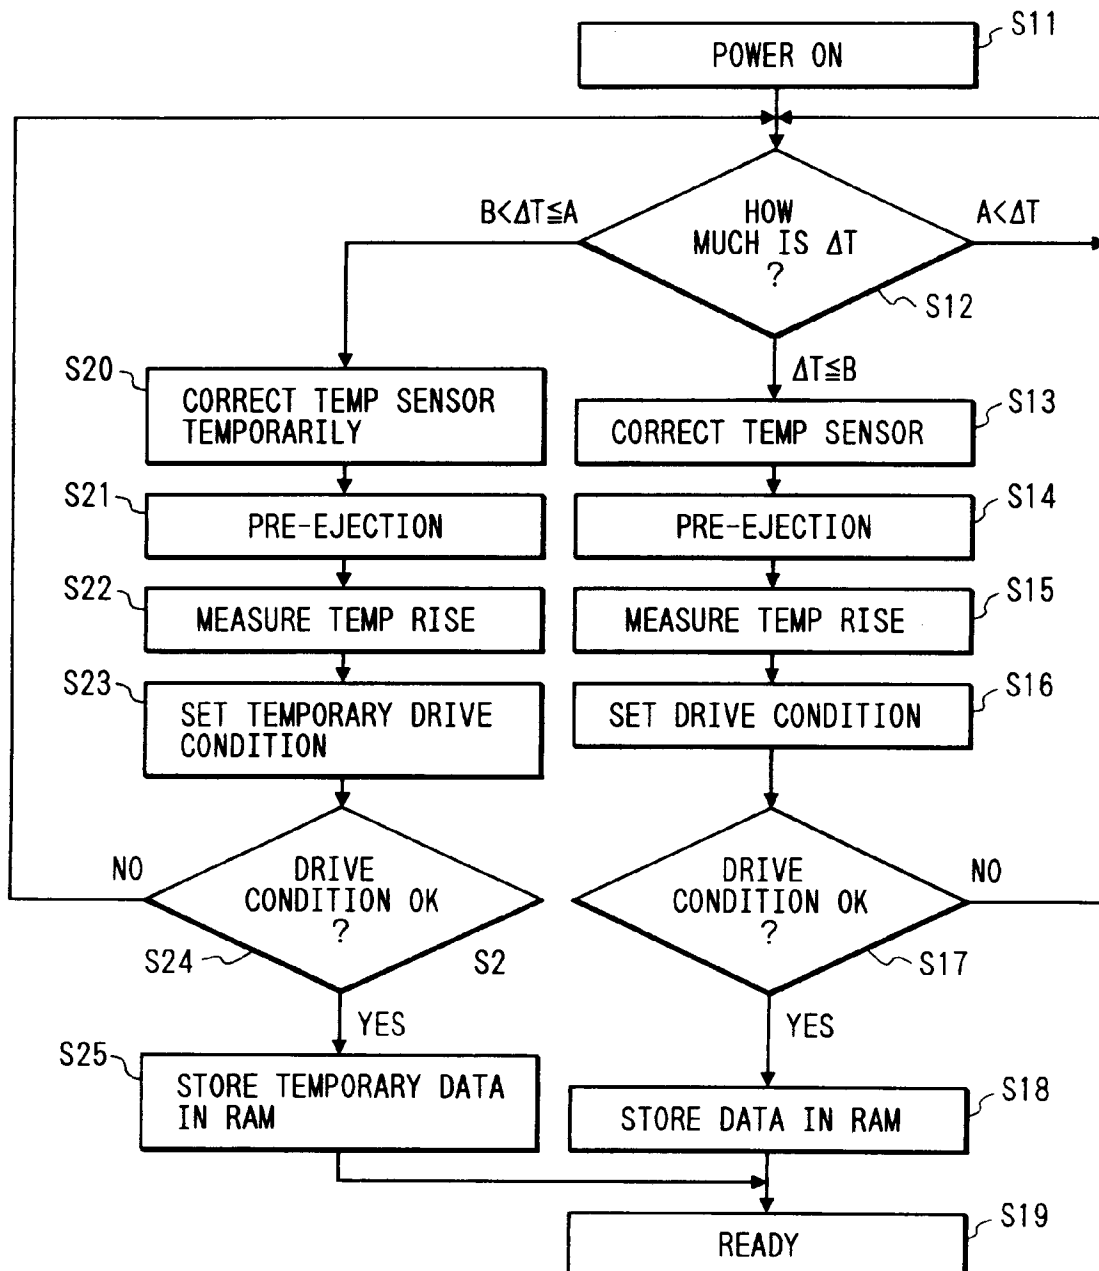 S11
POWER ON
B<ΔT≦A
HOW
MUCH IS ΔT
?
A<ΔT
S12
ΔT≦B
S20
CORRECT TEMP SENSOR
TEMPORARILY
S13
CORRECT TEMP SENSOR
S21
PRE-EJECTION
S14
PRE-EJECTION
S22
MEASURE TEMP RISE
S15
MEASURE TEMP RISE
S23
SET TEMPORARY DRIVE
CONDITION
S16
SET DRIVE CONDITION
NO
DRIVE
CONDITION OK
?
S24
S2
YES
DRIVE
CONDITION OK
?
NO
S17
YES
S25
STORE TEMPORARY DATA
IN RAM
S18
STORE DATA IN RAM
S19
READY